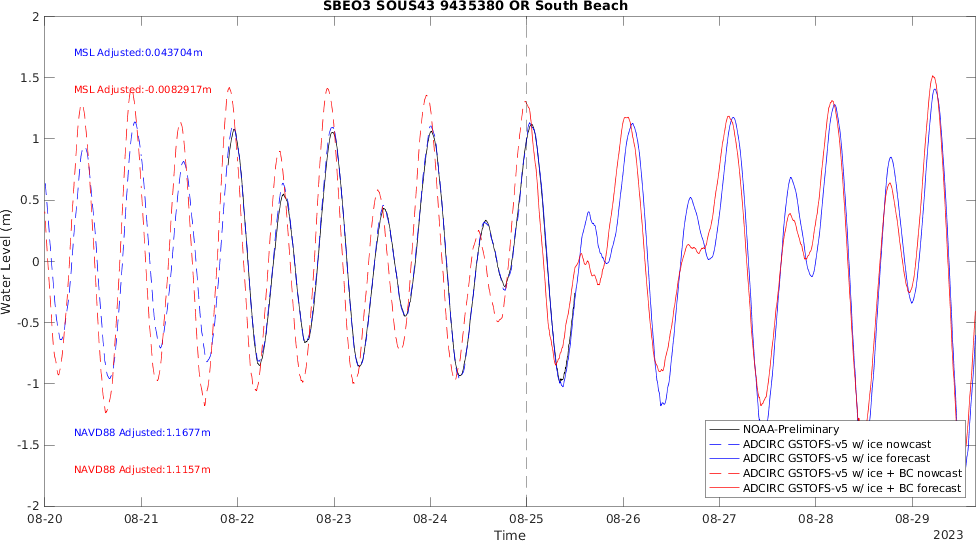 SBEO3 SOUS43 9435380 OR South Beach
2
1.5
1
0.5
0
-0.5
-1
-1.5
-2
Water Level (m)
MSL Adjusted:0.043704m
MSL Adjusted:-0.0082917m
NAVD88 Adjusted:1.1677m
NAVD88 Adjusted:1.1157m
NOAA-Preliminary
ADCIRC GSTOFS-v5 w/ ice nowcast
ADCIRC GSTOFS-v5 w/ ice forecast
ADCIRC GSTOFS-v5 w/ ice + BC nowcast
ADCIRC GSTOFS-v5 w/ ice + BC forecast
08-20 08-21 08-22 08-23 08-24 08-25 08-26 08-27 08-28 08-29
Time
2023